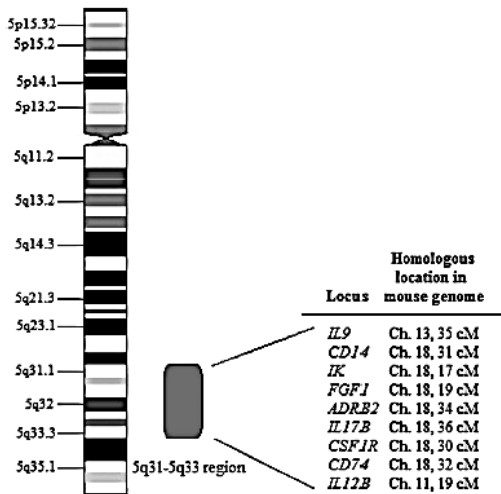 5p15.32
5p15.2
5p14.1
5p13.2
5q11.2
5q13.2
5q14.3
5q21.3
5q23.1
5q31.1
5q32
5q33.3
5q35.1
5q31-5q33 region
Homologous
location in
Locus mouse genome
IL9 Ch. 13, 35 cM
CD14 Ch. 18, 31 cM
IK Ch. 18, 17 cM
FGF1 Ch. 18, 19 cM
ADRB2 Ch. 18, 34 cM
IL17B Ch. 18, 36 cM
CSF1R Ch. 18, 30 cM
CD74 Ch. 18, 32 cM
IL12B Ch. 11, 19 cM